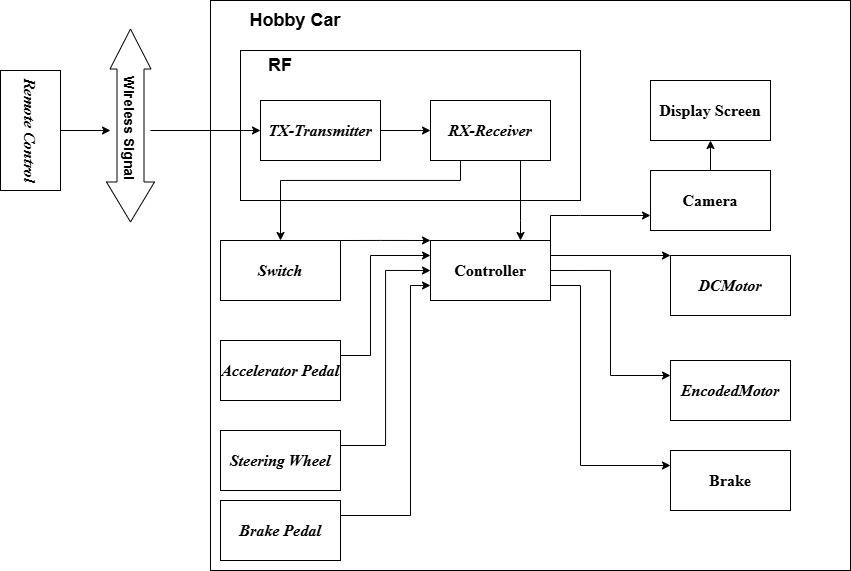 Hobby Car
RF
Remote Control
Wireless Signal
TX-Transmitter
RX-Receiver
Display Screen
Camera
Switch
Controller
DCMotor
Accelerator Pedal
EncodedMotor
Steering Wheel
Brake
Brake Pedal